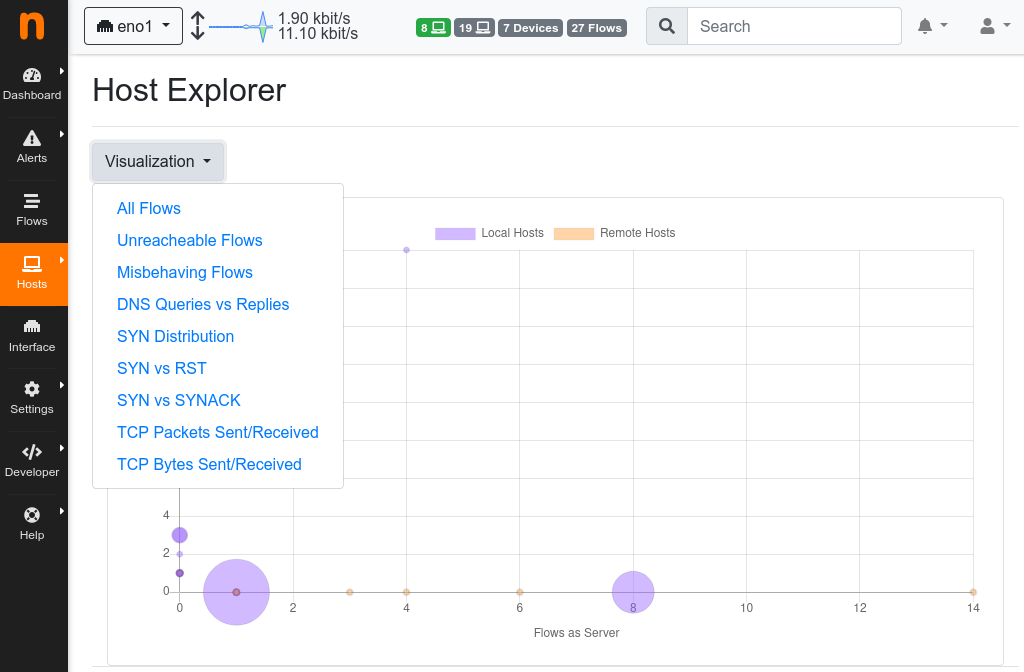 n
eno1
1.90 kbit/s
11.10 kbit/s
8
19
7 Devices
27 Flows
Search
Dashboard
Alerts
Flows
Hosts
Interface
Settings
Developer
Help
Host Explorer
Visualization
All Flows
Unreacheable Flows
Misbehaving Flows
DNS Queries vs Replies
SYN Distribution
SYN vs RST
SYN vs SYNACK
TCP Packets Sent/Received
TCP Bytes Sent/Received
Local Hosts
Remote Hosts
4
2
0
0 2 4 6 8 10 12 14
Flows as Server